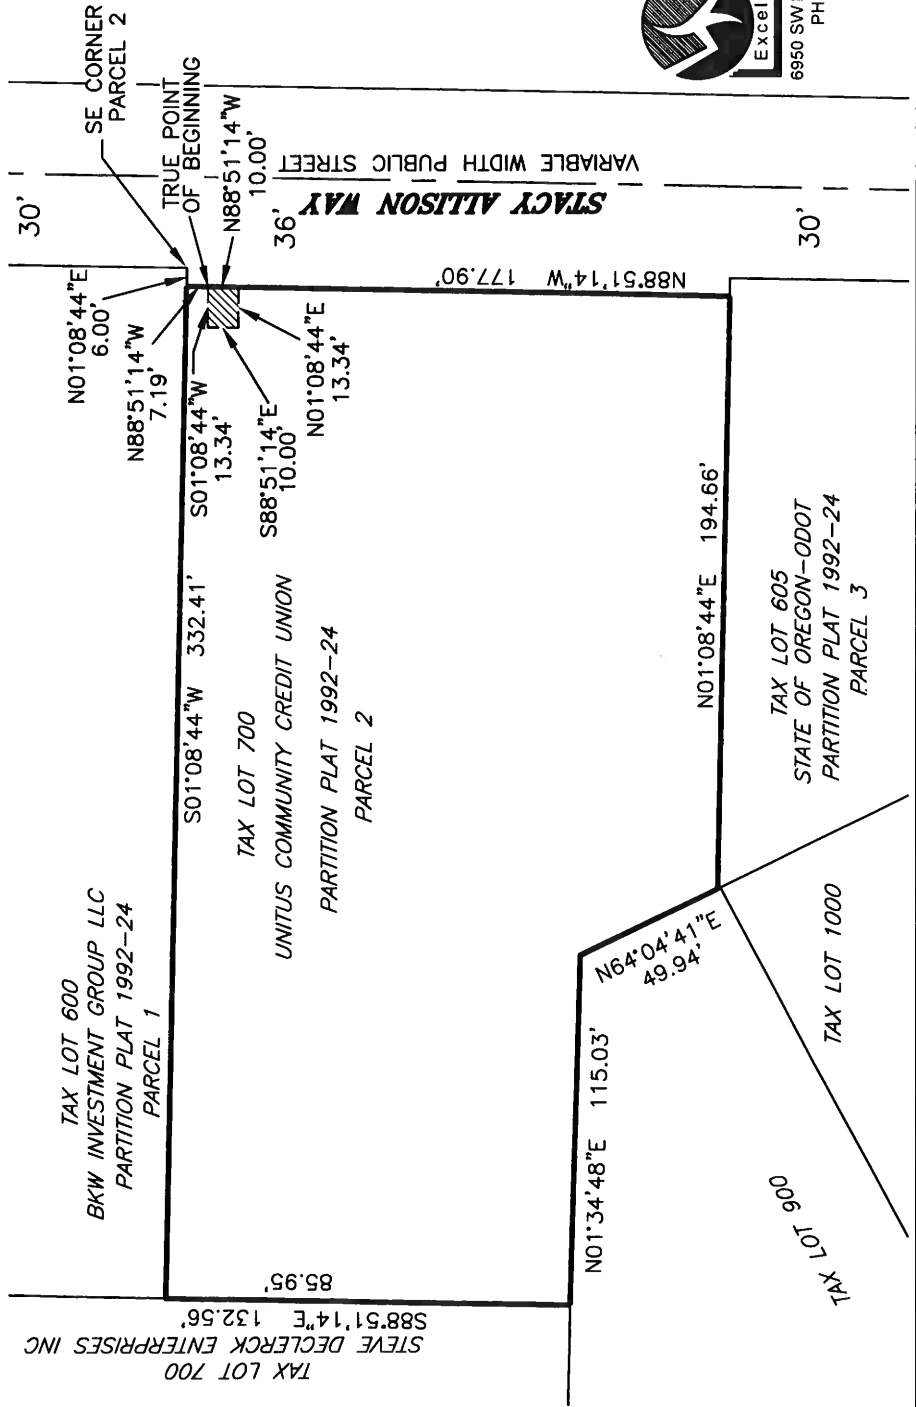 30'
SE CORNER
PARCEL 2
TRUE POINT
OF BEGINNING
N88°51'14"W
10.00'
N01°08'44"E
6.00'
N88°51'14"W
7.19'
S01°08'44"W
13.34'
S88°51'14"E
10.00'
N01°08'44"E
13.34'
36'
STACY ALLISON WAY
VARIABLE WIDTH PUBLIC STREET
30'
N88°51'14"W 177.90'
S01°08'44"W 332.41'
TAX LOT 700
UNITUS COMMUNITY CREDIT UNION
PARTITION PLAT 1992-24
PARCEL 2
TAX LOT 600
BKW INVESTMENT GROUP LLC
PARTITION PLAT 1992-24
PARCEL 1
N01°08'44"E 194.66'
TAX LOT 605
STATE OF OREGON-ODOT
PARTITION PLAT 1992-24
PARCEL 3
N64°04'41"E
49.94'
TAX LOT 1000
N01°34'48"E 115.03'
TAX LOT 900
85.95'
S88°51'14"E 132.56'
STEVE DECLERCK ENTERPRISES INC
TAX LOT 700
Excel
6950 SW
PH